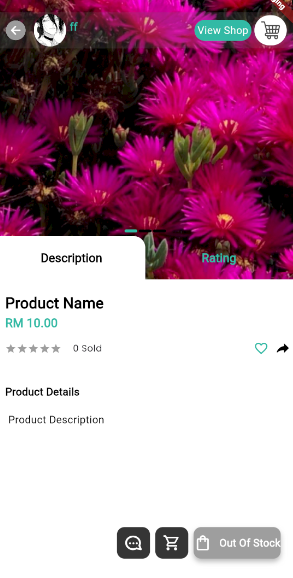 ff
View Shop
Description
Rating
Product Name
RM 10.00
0 Sold
Product Details
Product Description
Out Of Stock